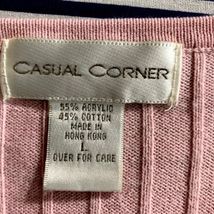 CASUAL CORNER
55% ACRYLIC
45% COTTON
MADE IN
HONG KONG
L
OVER FOR CARE